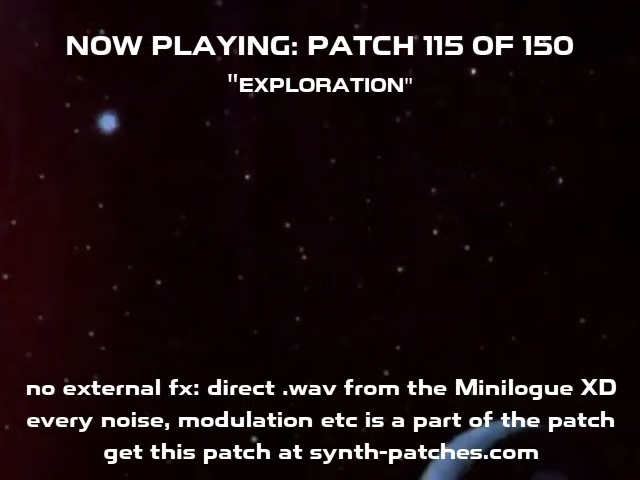 NOW PLAYING: PATCH 115 OF 150
"EXPLORATION"
no external fx: direct .wav from the Minilogue XD
every noise, modulation etc is a part of the patch
get this patch at synth-patches.com